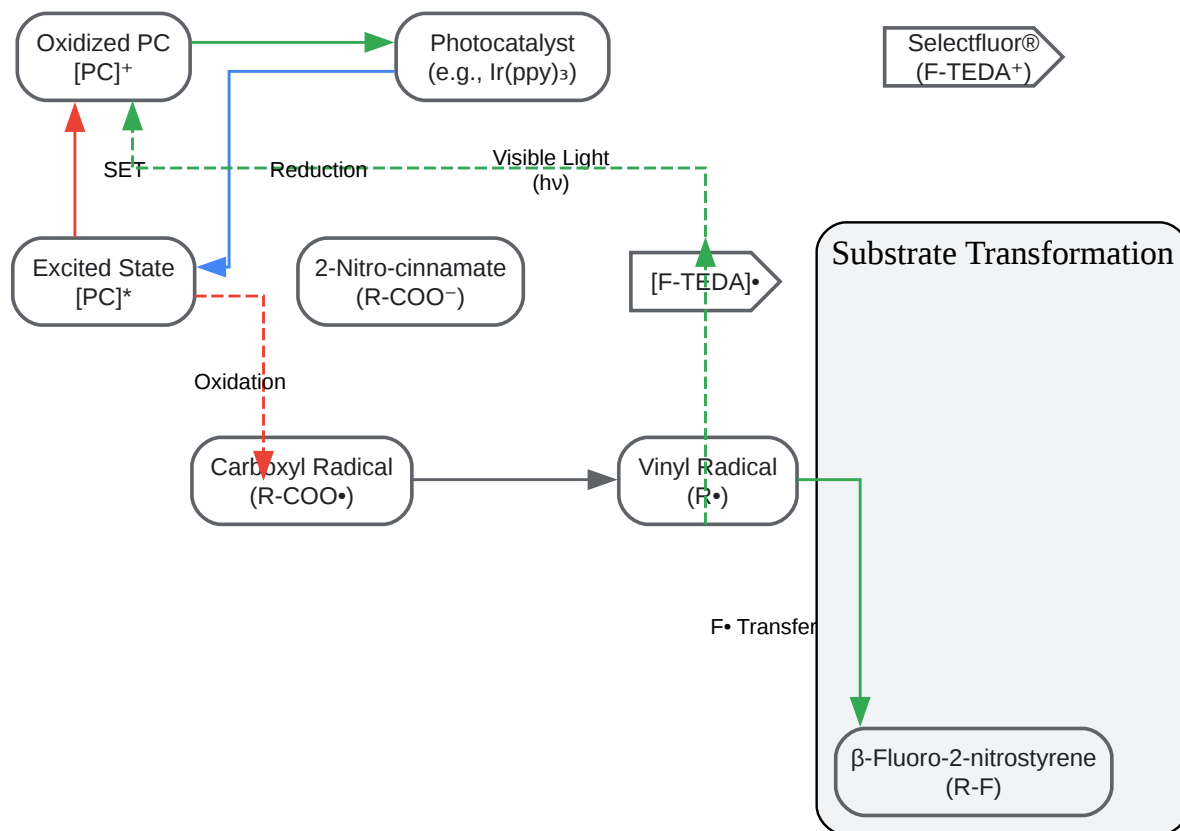 Oxidized PC
[PC]⁺
Photocatalyst
(e.g., Ir(ppy)₃)
Selectfluor®
(F-TEDA⁺)
SET
Reduction
Visible Light
(hν)
Substrate Transformation
Excited State
[PC]*
2-Nitro-cinnamate
(R-COO⁻)
[F-TEDA]•
Oxidation
Carboxyl Radical
(R-COO•)
Vinyl Radical
(R•)
F• Transfer
β-Fluoro-2-nitrostyrene
(R-F)